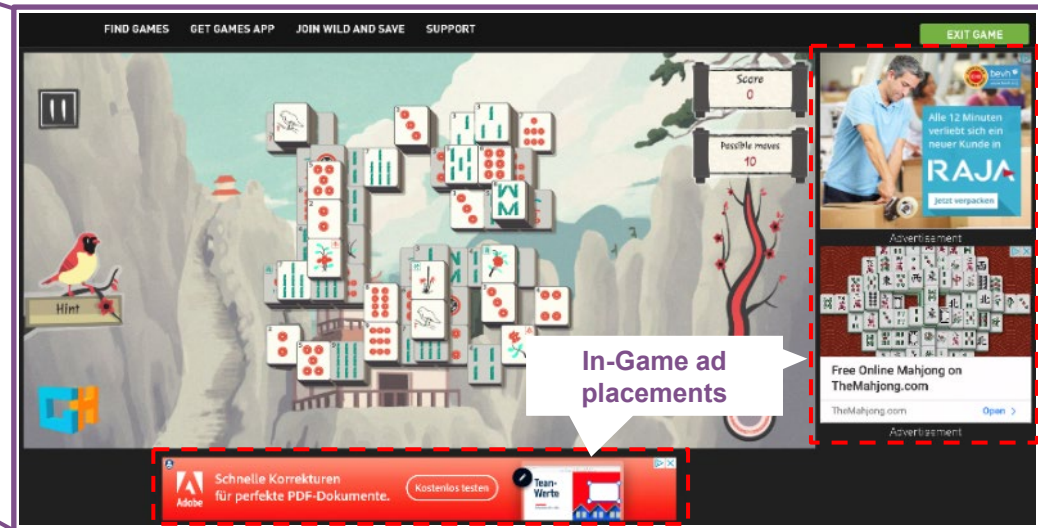 FIND GAMES GET GAMES APP JOIN WILD AND SAVE SUPPORT
EXIT GAME
Score
0
Possible moves
10
Hint
bevh
Alle 12 Minuten
verliebt sich ein
neuer Kunde in
RAJA
Jetzt verpacken
Advertisement
Free Online Mahjong on
TheMahjong.com
TheMahjong.com Open >
Advertisement
In-Game ad
placements
Adobe
Schnelle Korrekturen
für perfekte PDF-Dokumente.
Kostenlos testen
Tean-
Werte